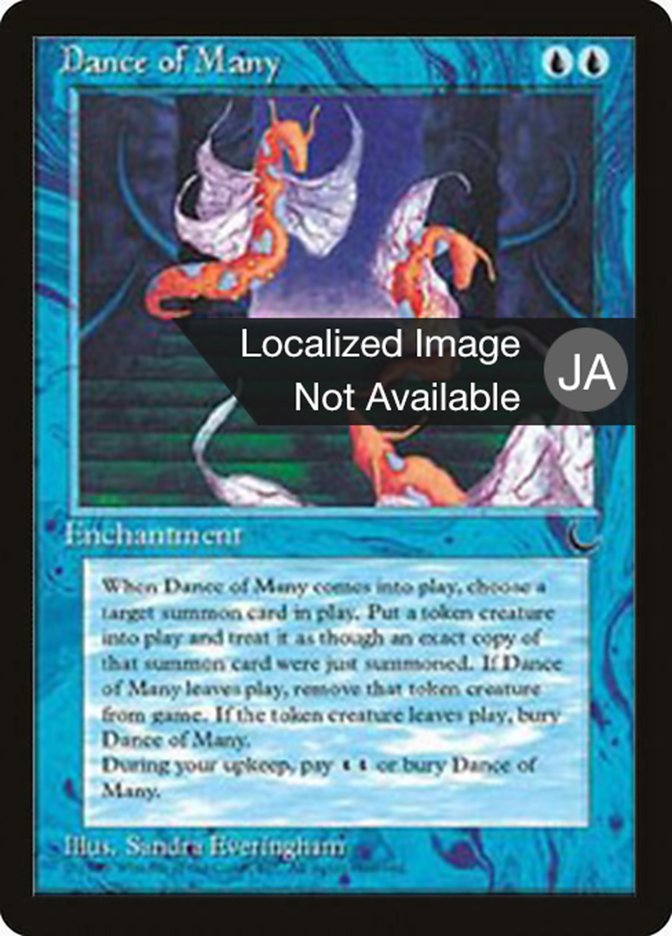 Dance of Many
Localized Image
Not Available
JA
Enchantment
When Dance of Many comes into play, choose a
target summon card in play. Put a token creature
into play and treat it as though an exact copy of
that summon card were just summoned. If Dance
of Many leaves play, remove that token creature
from game. If the token creature leaves play, bury
Dance of Many.
During your upkeep, pay or bury Dance of
Many.
Illus. Sandra Everingham